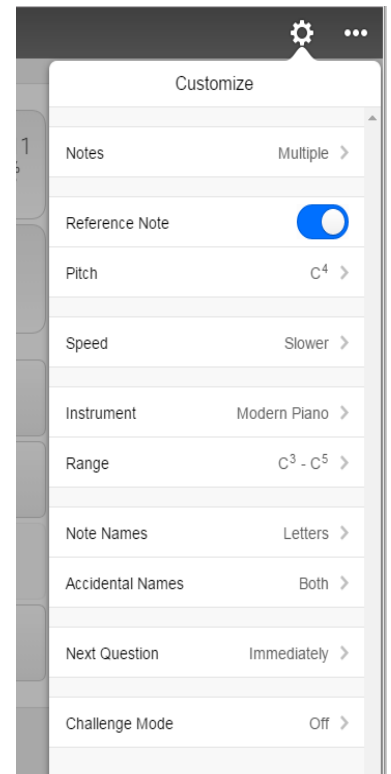 Customize
1
%
Notes Multiple
Reference Note
Pitch C⁴
Speed Slower
Instrument Modern Piano
Range C³ - C⁵
Note Names Letters
Accidental Names Both
Next Question Immediately
Challenge Mode Off